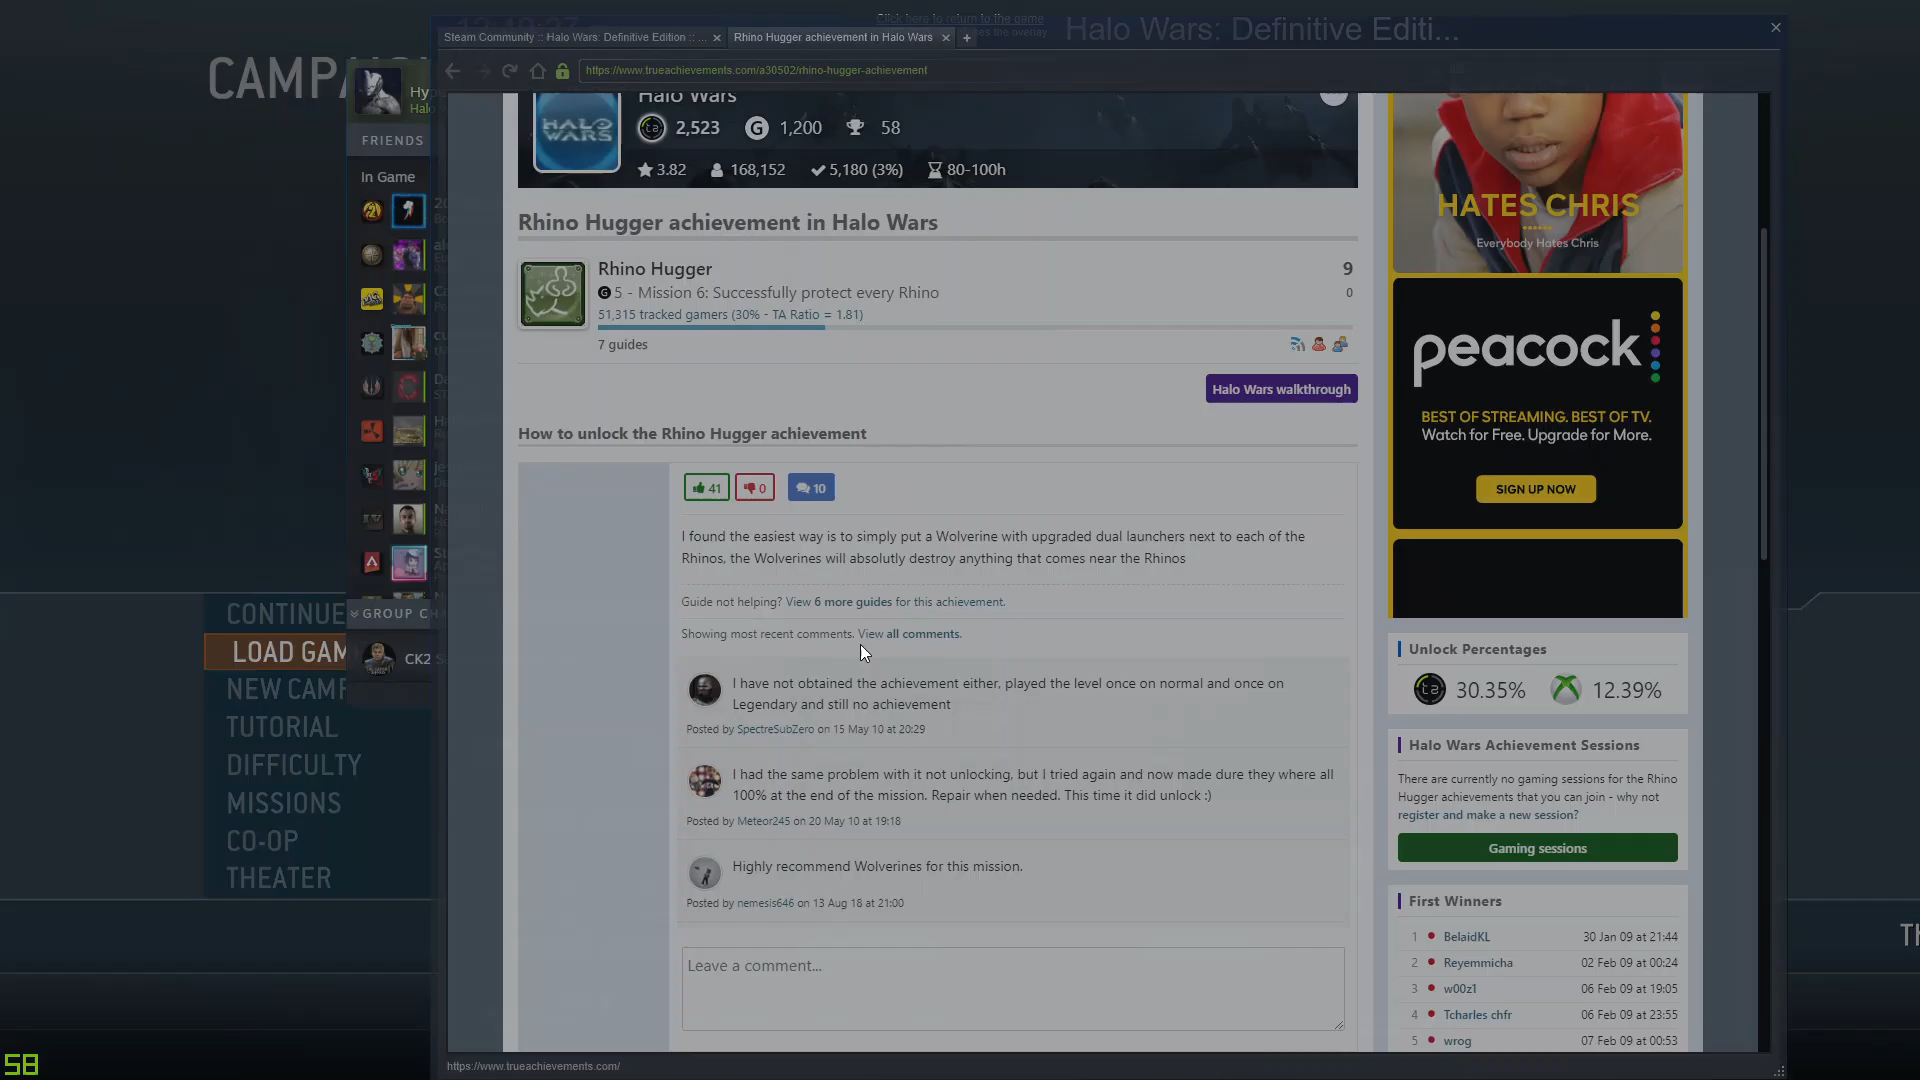 Click here to return to the game
Halo Wars: Definitive Editi...
Steam Community :: Halo Wars: Definitive Edition :: ...
Rhino Hugger achievement in Halo Wars
https://www.trueachievements.com/a30502/rhino-hugger-achievement
FRIENDS
In Game
GROUP C
CK2 S
CONTINUE
LOAD GAM
NEW CAMP
TUTORIAL
DIFFICULTY
MISSIONS
CO-OP
THEATER
58
Halo Wars
HALO WARS
2,523
1,200
58
3.82
168,152
5,180 (3%)
80-100h
Rhino Hugger achievement in Halo Wars
Rhino Hugger
9
5 - Mission 6: Successfully protect every Rhino
0
51,315 tracked gamers (30% - TA Ratio = 1.81)
7 guides
Halo Wars walkthrough
How to unlock the Rhino Hugger achievement
41
0
10
I found the easiest way is to simply put a Wolverine with upgraded dual launchers next to each of the
Rhinos, the Wolverines will absolutly destroy anything that comes near the Rhinos
Guide not helping? View 6 more guides for this achievement.
Showing most recent comments. View all comments.
I have not obtained the achievement either, played the level once on normal and once on
Legendary and still no achievement
Posted by SpectreSubZero on 15 May 10 at 20:29
I had the same problem with it not unlocking, but I tried again and now made dure they where all
100% at the end of the mission. Repair when needed. This time it did unlock :)
Posted by Meteor245 on 20 May 10 at 19:18
Highly recommend Wolverines for this mission.
Posted by nemesis646 on 13 Aug 18 at 21:00
Leave a comment...
https://www.trueachievements.com/
HATES CHRIS
Everybody Hates Chris
peacock
BEST OF STREAMING. BEST OF TV.
Watch for Free. Upgrade for More.
SIGN UP NOW
Unlock Percentages
30.35%
12.39%
Halo Wars Achievement Sessions
There are currently no gaming sessions for the Rhino
Hugger achievements that you can join - why not
register and make a new session?
Gaming sessions
First Winners
1 BelaidKL 30 Jan 09 at 21:44
2 Reyemmicha 02 Feb 09 at 00:24
3 w00z1 06 Feb 09 at 19:05
4 Tcharles chfr 06 Feb 09 at 23:55
5 wrog 07 Feb 09 at 00:53